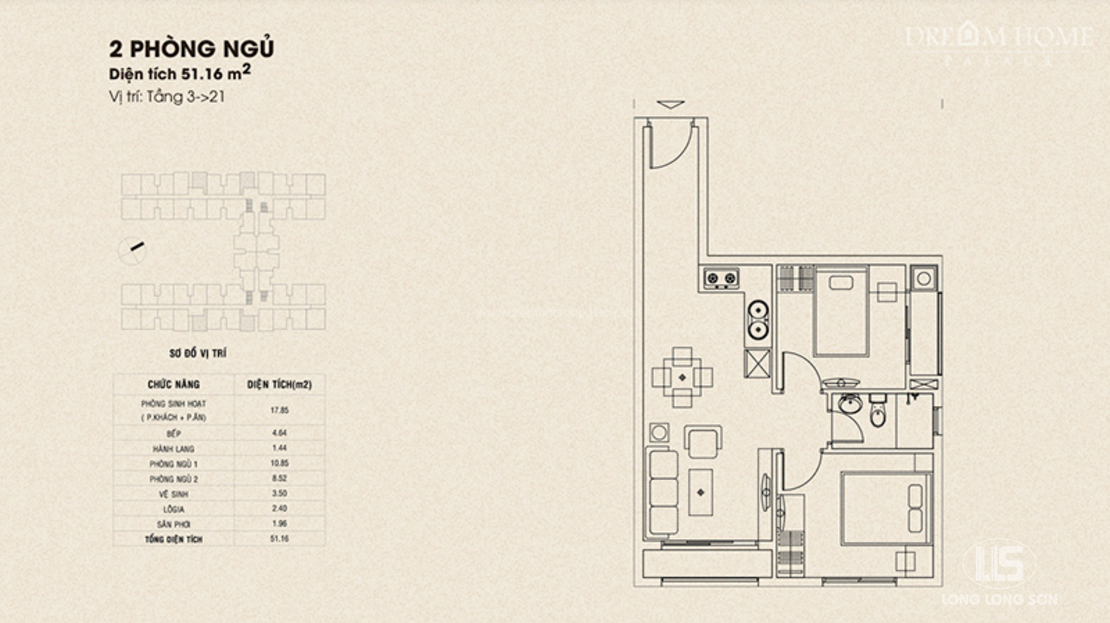 2 PHÒNG NGỦ
Diện tích 51.16 m²
Vị trí: Tầng 3->21
DREAM HOME
PALACE
SƠ ĐỒ VỊ TRÍ
CHỨC NĂNG DIỆN TÍCH(m2)
PHÒNG SINH HOẠT
( P.KHÁCH + P.ĂN) 17.85
BẾP 4.64
HÀNH LANG 1.44
PHÒNG NGỦ 1 10.85
PHÒNG NGỦ 2 8.52
VỆ SINH 3.50
LÔGIA 2.40
SÂN PHƠI 1.96
TỔNG DIỆN TÍCH 51.16
LLS
LONG LONG SON